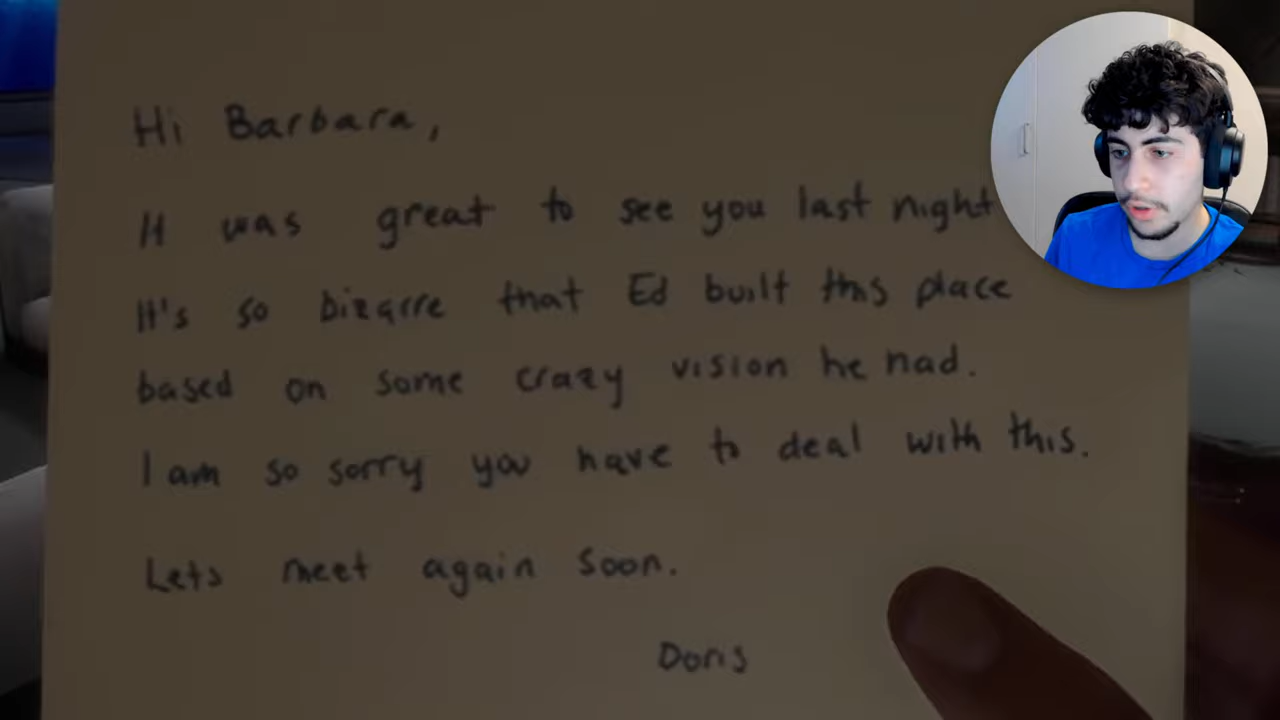 Hi Barbara,
It was great to see you last night
It's so bizarre that Ed built this place
based on some crazy vision he had.
I am so sorry you have to deal with this.
Lets meet again soon.
Doris